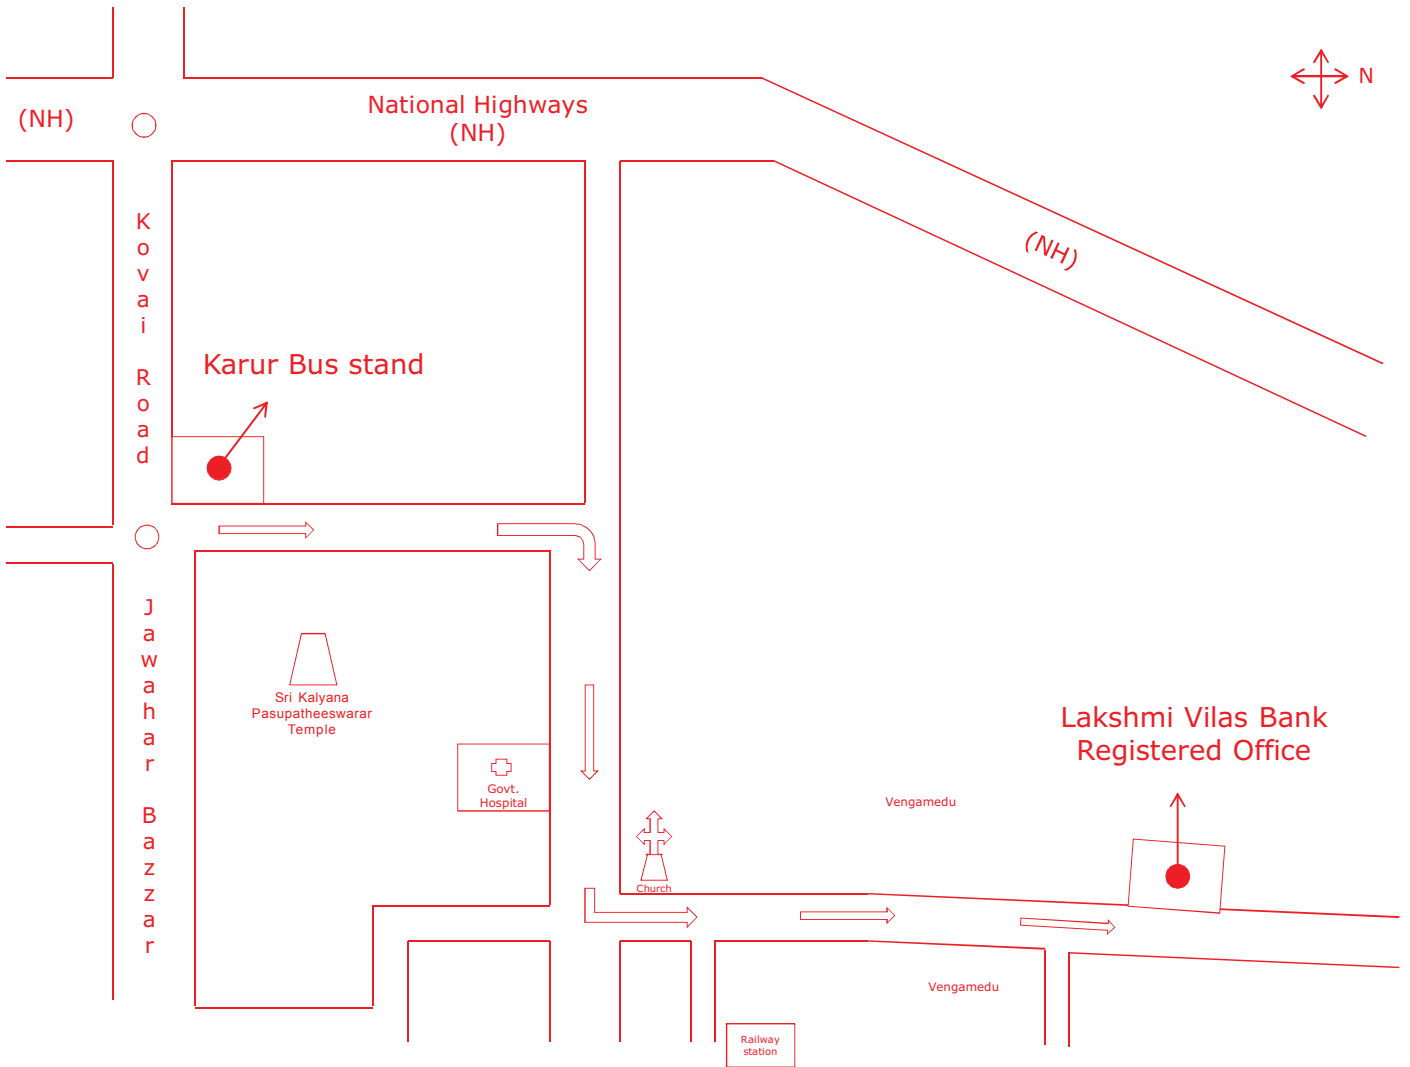 N
National Highways
(NH)
(NH)
(NH)
Kovai Road
Karur Bus stand
Jawahar Bazzar
Sri Kalyana
Pasupatheeswarar
Temple
Govt.
Hospital
Church
Lakshmi Vilas Bank
Registered Office
Vengamedu
Vengamedu
Railway
station